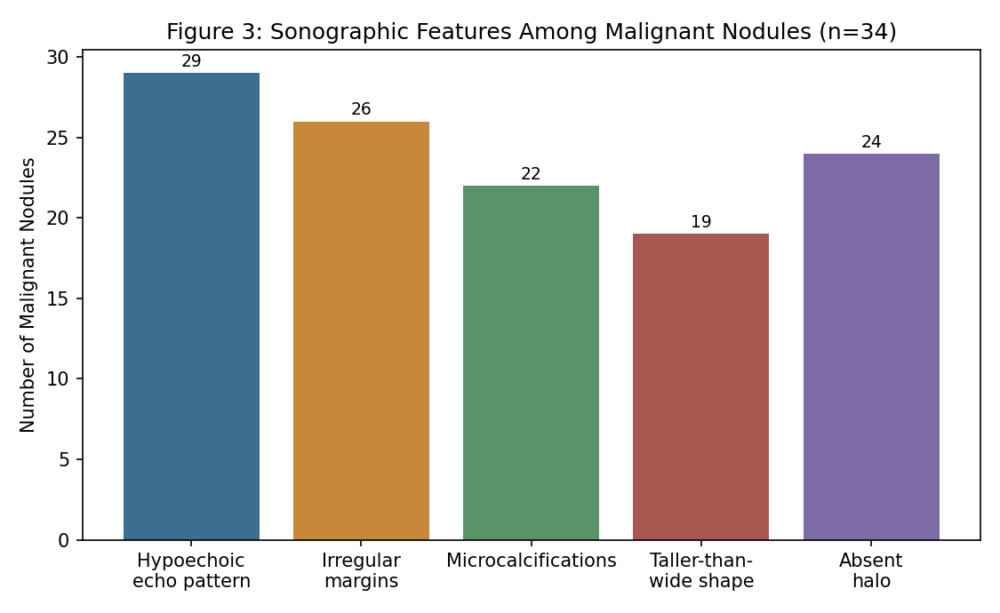 Figure 3: Sonographic Features Among Malignant Nodules (n=34)
Number of Malignant Nodules
30
25
20
15
10
5
0
29
26
22
19
24
Hypoechoic
echo pattern
Irregular
margins
Microcalcifications
Taller-than-
wide shape
Absent
halo